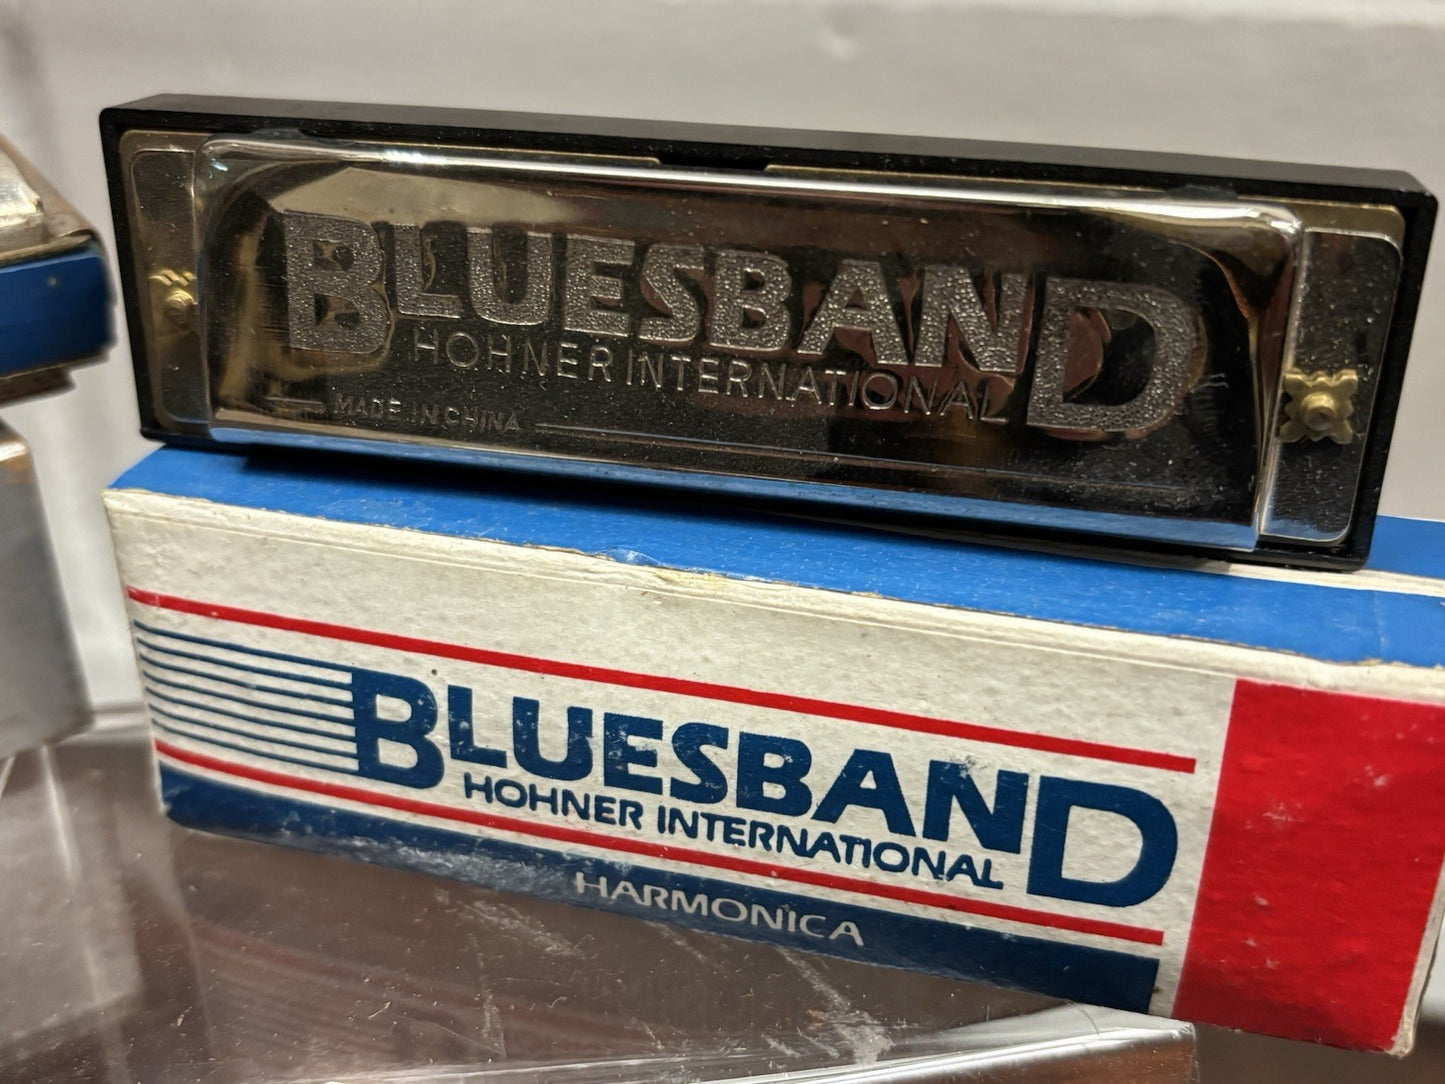 BLUESBAND
HOHNER INTERNATIONAL
MADE IN CHINA
BLUESBAND
HOHNER INTERNATIONAL
HARMONICA